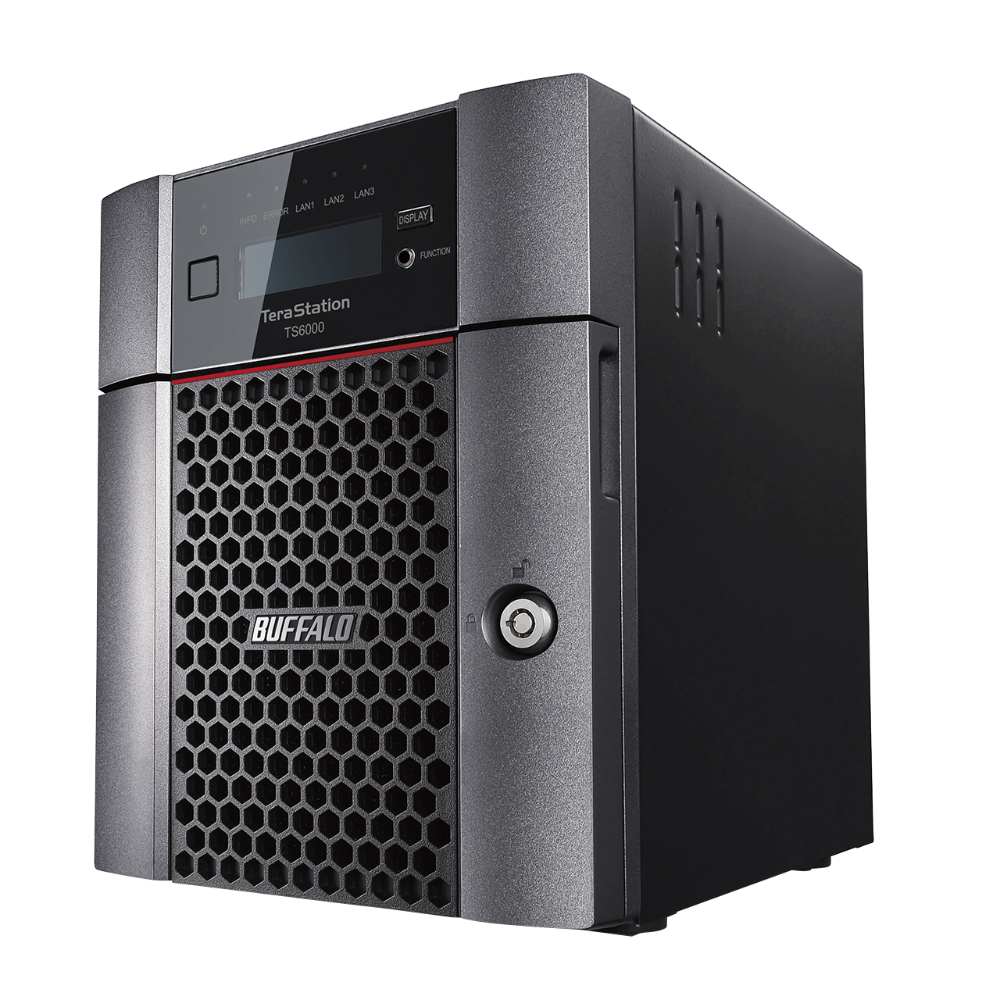 INFO ERROR LAN1 LAN2 LAN3
DISPLAY
FUNCTION
TeraStation
TS6000
BUFFALO